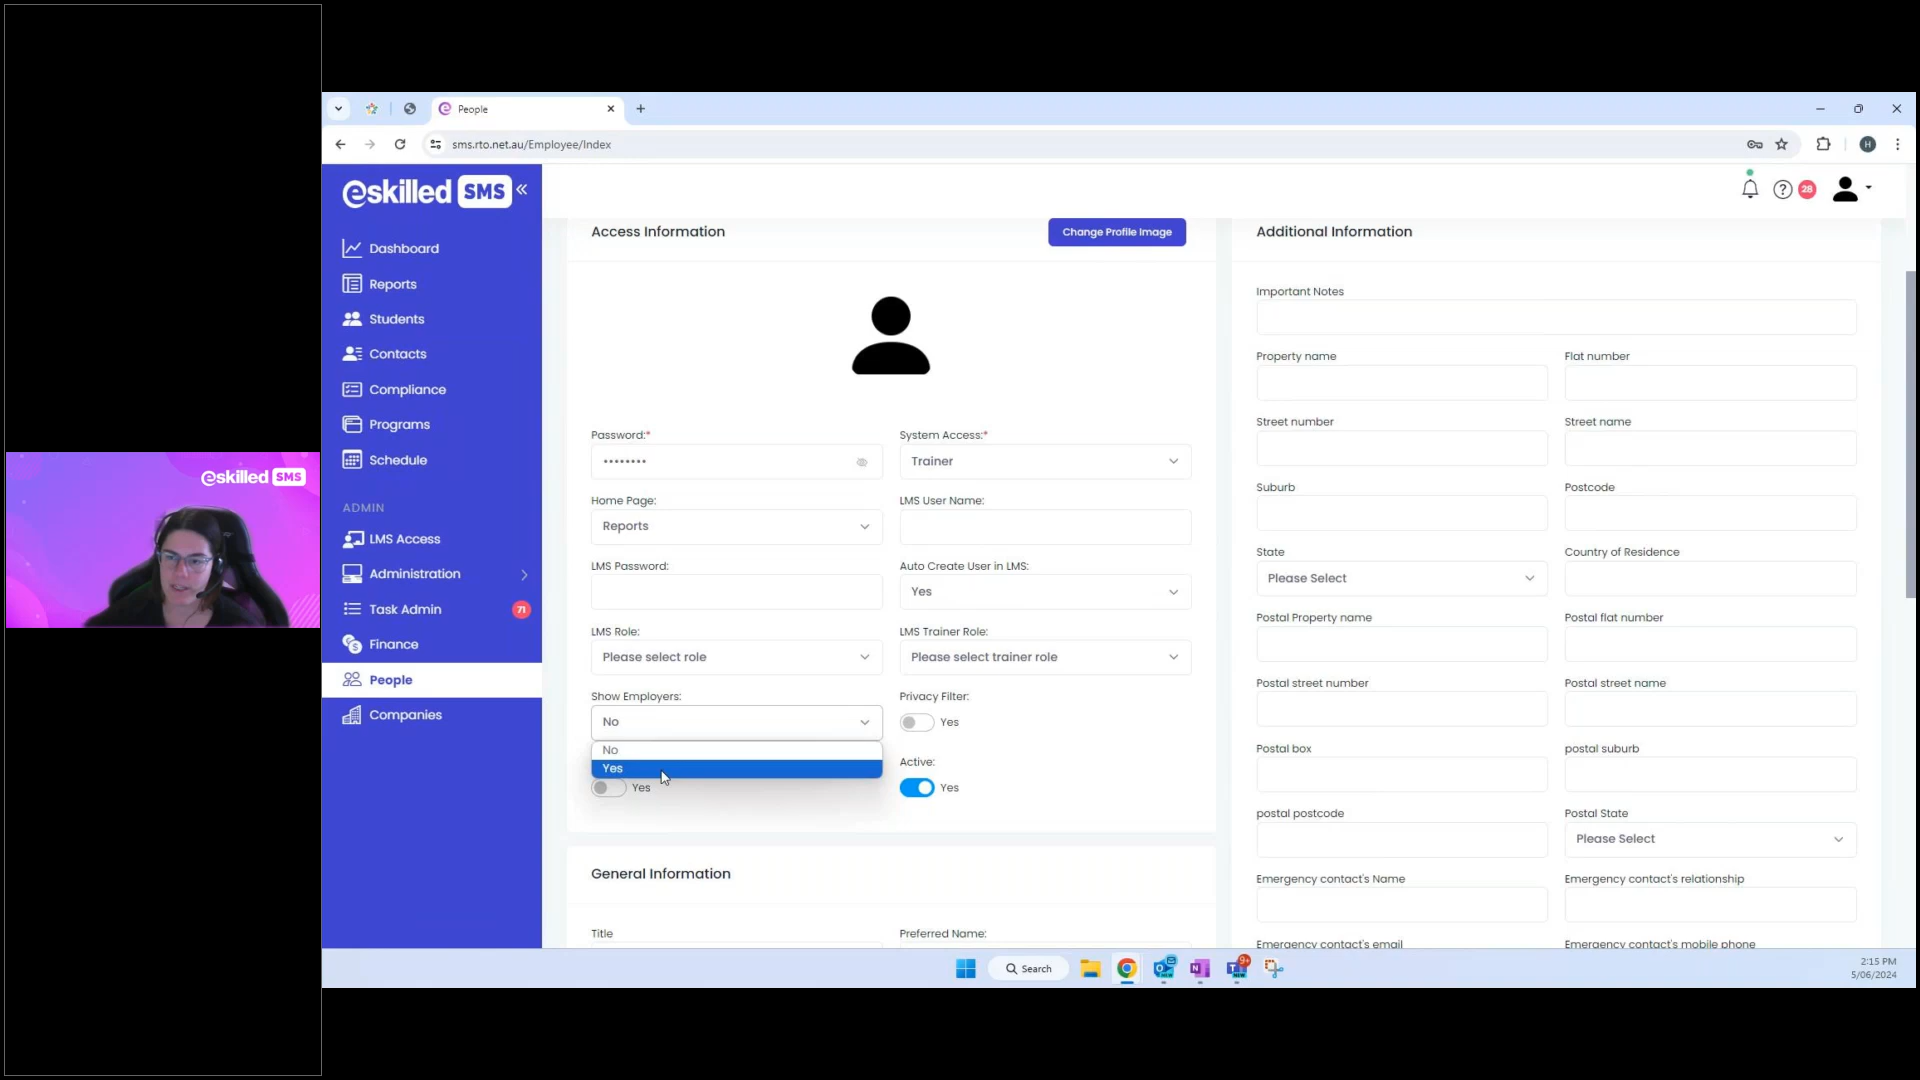 People
sms.rto.net.au/Employee/Index
H
eskilled SMS
28
Dashboard
Reports
Students
Contacts
Compliance
Programs
Schedule
ADMIN
LMS Access
Administration
Task Admin 71
Finance
People
Companies
eskilled SMS
Access Information
Change Profile Image
Password:*
••••••••
System Access:*
Trainer
Home Page:
Reports
LMS User Name:
LMS Password:
Auto Create User in LMS:
Yes
LMS Role:
Please select role
LMS Trainer Role:
Please select trainer role
Show Employers:
No
No
Yes
Privacy Filter:
Yes
Yes
Active:
Yes
General Information
Title
Preferred Name:
Additional Information
Important Notes
Property name
Flat number
Street number
Street name
Suburb
Postcode
State
Please Select
Country of Residence
Postal Property name
Postal flat number
Postal street number
Postal street name
Postal box
postal suburb
postal postcode
Postal State
Please Select
Emergency contact's Name
Emergency contact's relationship
Emergency contact's email
Emergency contact's mobile phone
Search
9+
2:15 PM
5/06/2024